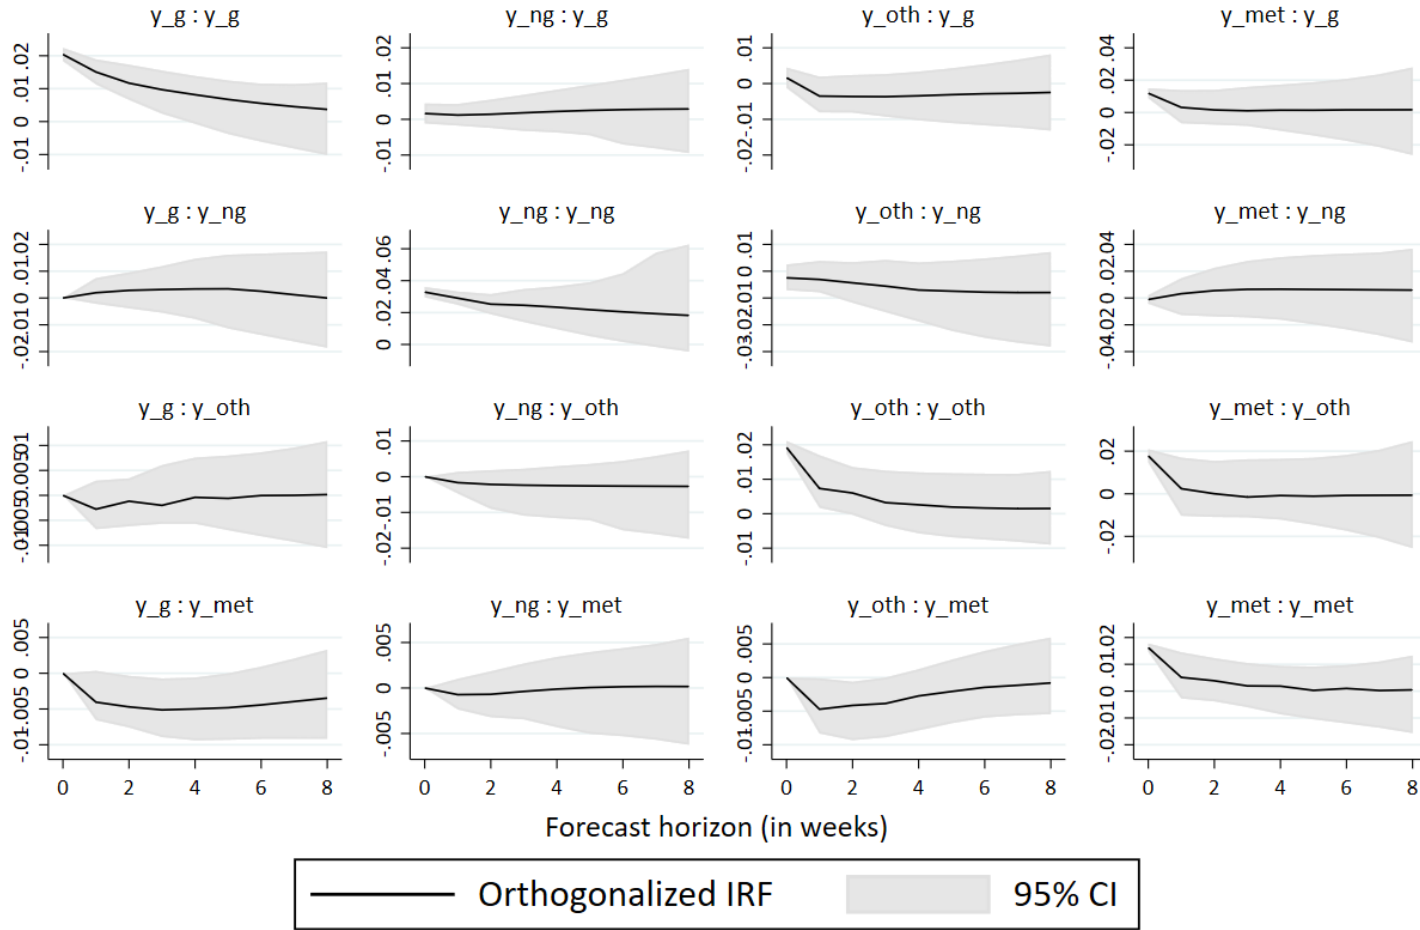 y_g : y_g
y_ng : y_g
y_oth : y_g
y_met : y_g
-.01 0 .01 .02
-.01 0 .01 .02
-.02 -.01 0 .01
-.02 0 .02 .04
y_g : y_ng
y_ng : y_ng
y_oth : y_ng
y_met : y_ng
-.02 -.01 0 .01 .02
0 .02 .04 .06
-.03 -.02 -.01 0 .01
-.04 -.02 0 .02 .04
y_g : y_oth
y_ng : y_oth
y_oth : y_oth
y_met : y_oth
-.01 -.005 0 .005 .01
-.02 -.01 0 .01
-.01 0 .01 .02
-.02 0 .02
y_g : y_met
y_ng : y_met
y_oth : y_met
y_met : y_met
-.01 -.005 0 .005
-.005 0 .005
-.01 -.005 0 .005
-.02 -.01 0 .01 .02
0 2 4 6 8
0 2 4 6 8
0 2 4 6 8
0 2 4 6 8
Forecast horizon (in weeks)
Orthogonalized IRF
95% CI